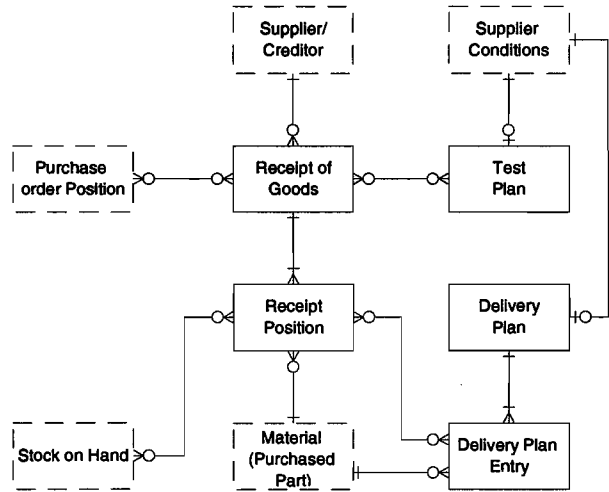 Supplier/
Creditor
Supplier
Conditions
Purchase
order Position
Receipt of
Goods
Test
Plan
Receipt
Position
Delivery
Plan
Stock on Hand
Material
(Purchased
Part)
Delivery Plan
Entry